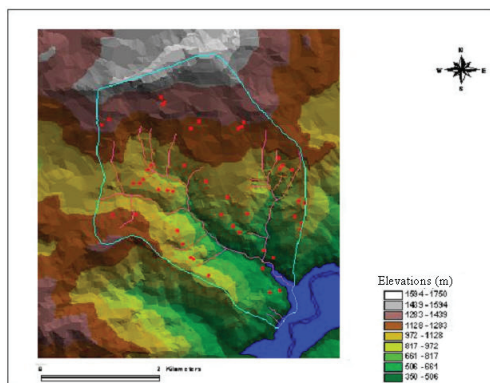 N
W E
S
Elevations (m)
1594 - 1750
1439 - 1594
1283 - 1439
1128 - 1283
972 - 1128
817 - 972
661 - 817
506 - 661
350 - 506
0 2 Kilometers